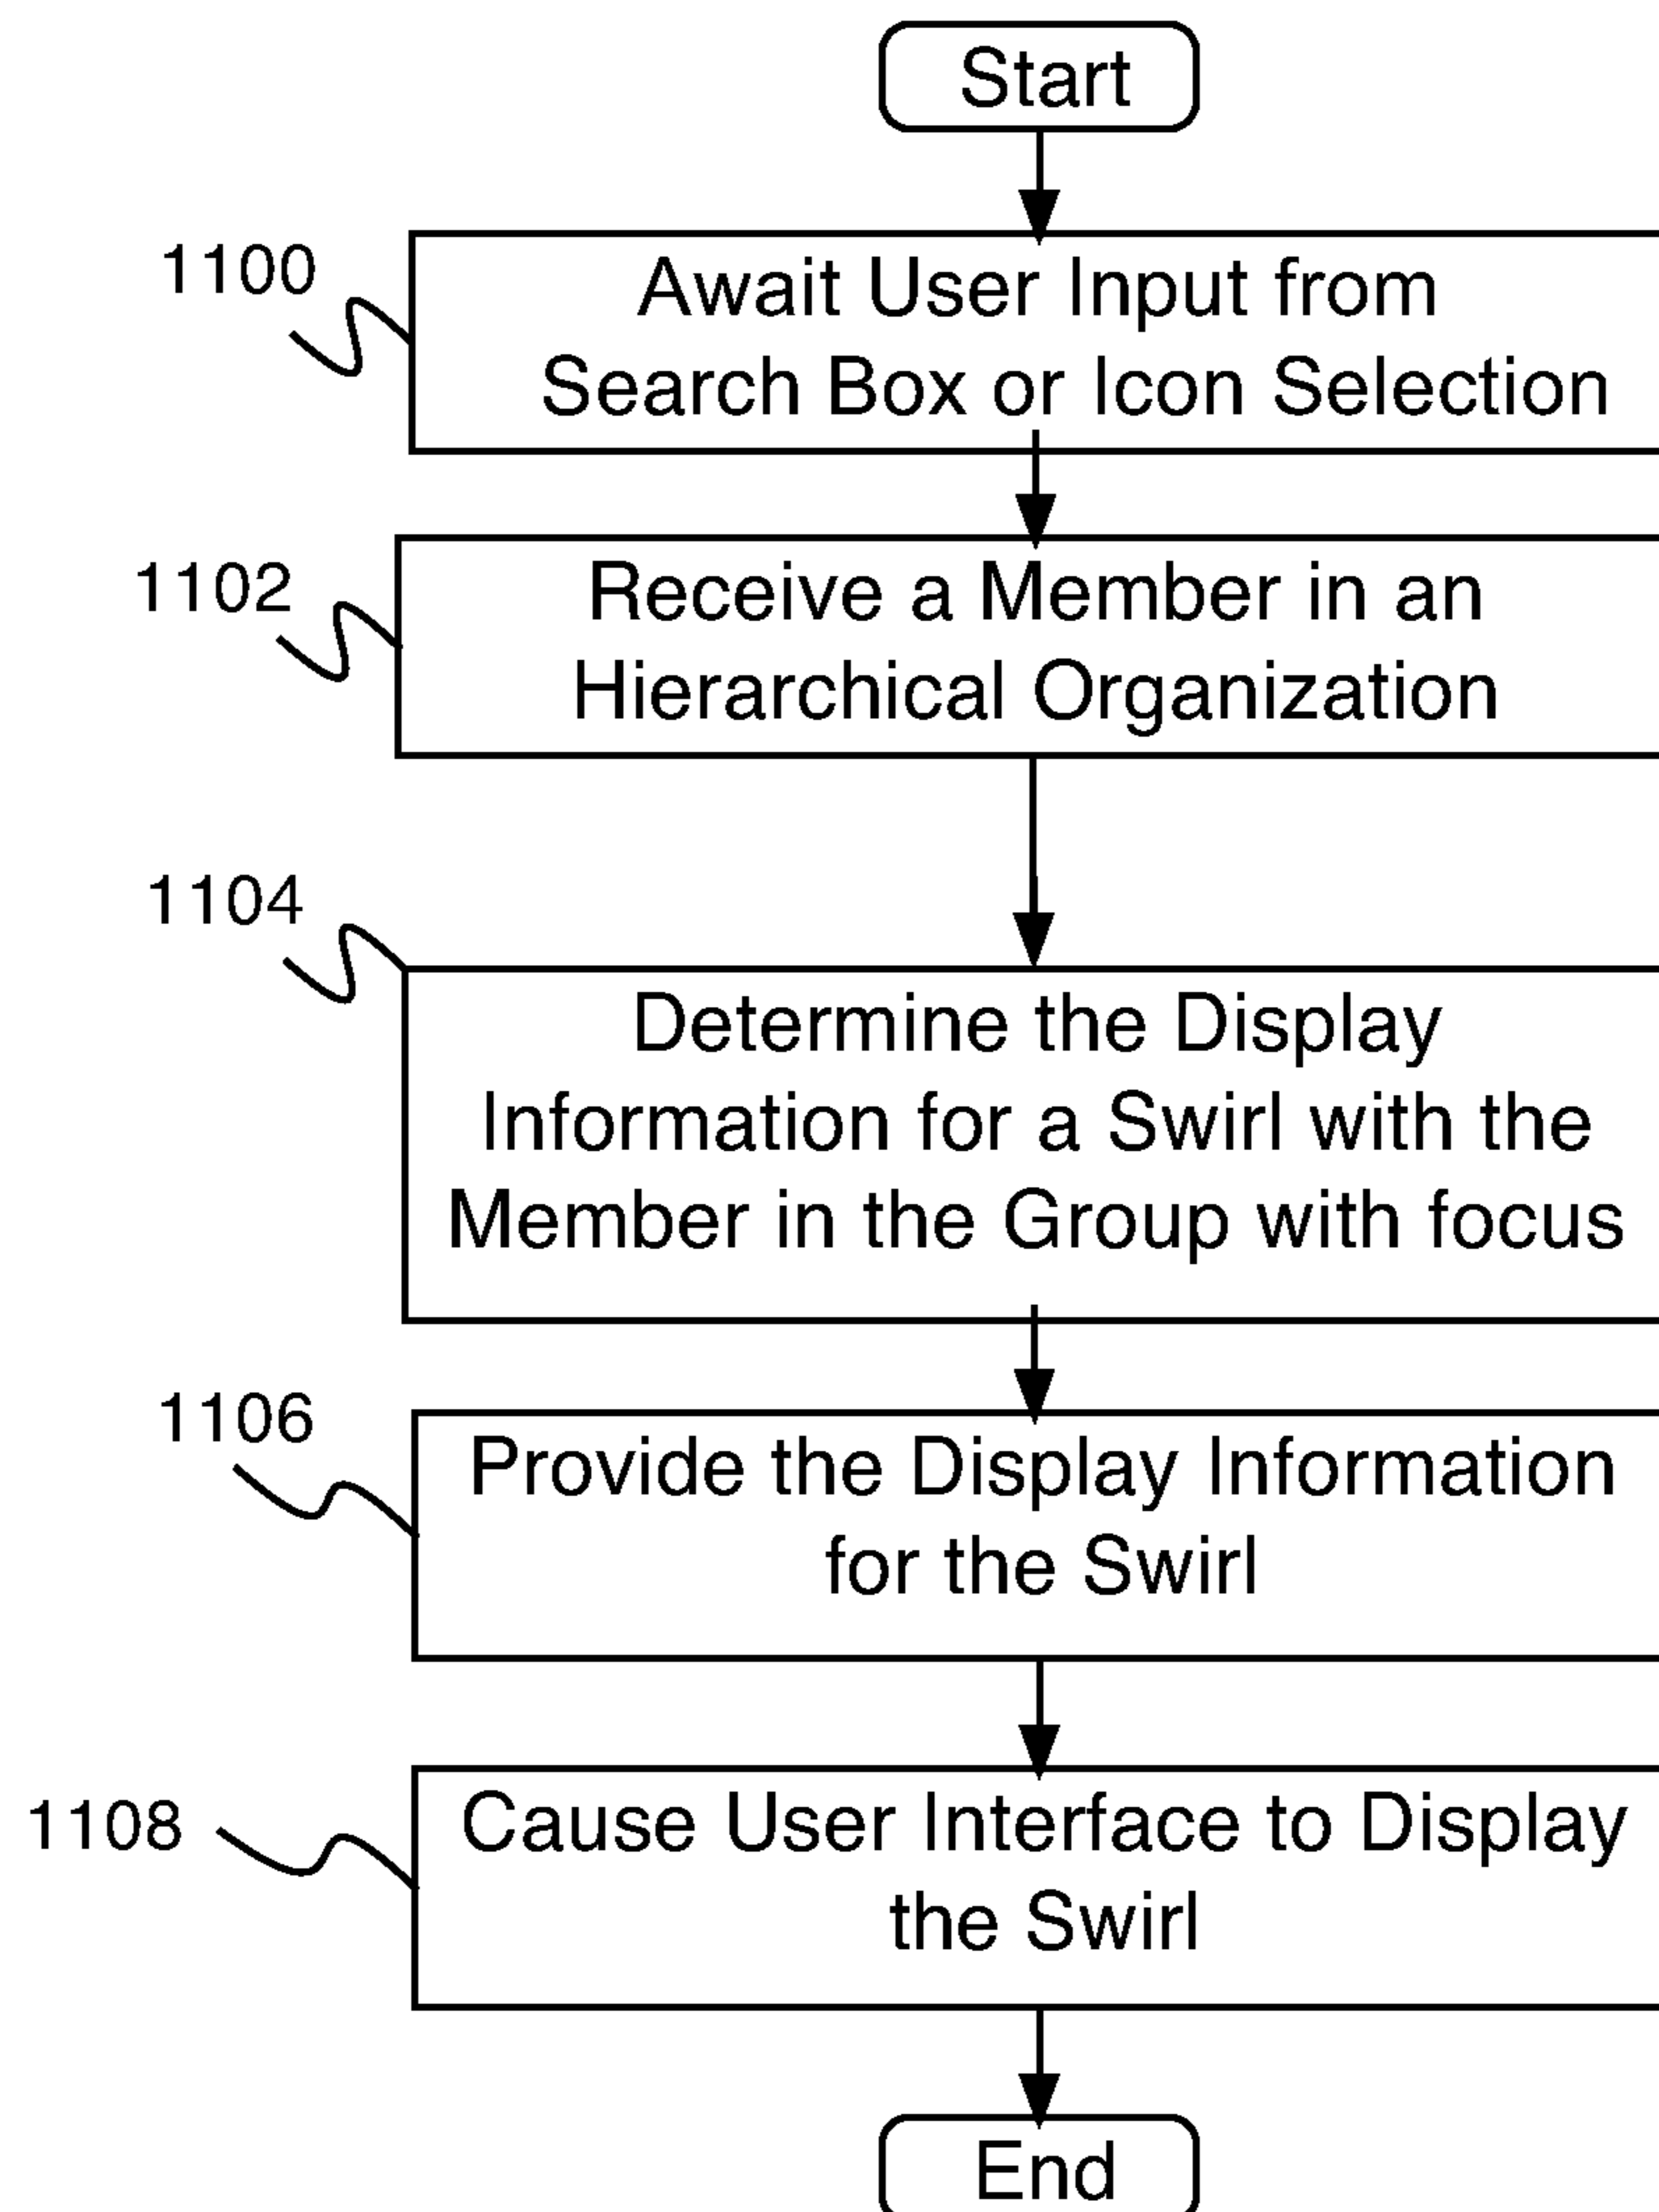 Start
1100
Await User Input from
Search Box or Icon Selection
1102
Receive a Member in an
Hierarchical Organization
1104
Determine the Display
Information for a Swirl with the
Member in the Group with focus
1106
Provide the Display Information
for the Swirl
1108
Cause User Interface to Display
the Swirl
End